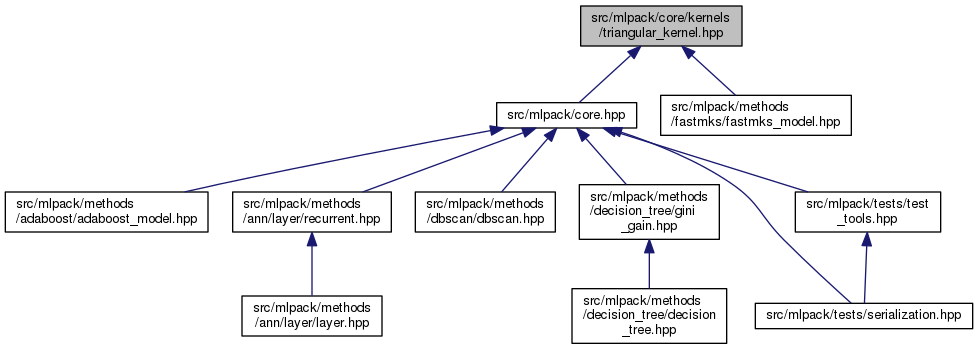 src/mlpack/core/kernels
/triangular_kernel.hpp
src/mlpack/core.hpp
src/mlpack/methods
/fastmks/fastmks_model.hpp
src/mlpack/methods
/adaboost/adaboost_model.hpp
src/mlpack/methods
/ann/layer/recurrent.hpp
src/mlpack/methods
/dbscan/dbscan.hpp
src/mlpack/methods
/decision_tree/gini
_gain.hpp
src/mlpack/tests/test
_tools.hpp
src/mlpack/methods
/ann/layer/layer.hpp
src/mlpack/methods
/decision_tree/decision
_tree.hpp
src/mlpack/tests/serialization.hpp